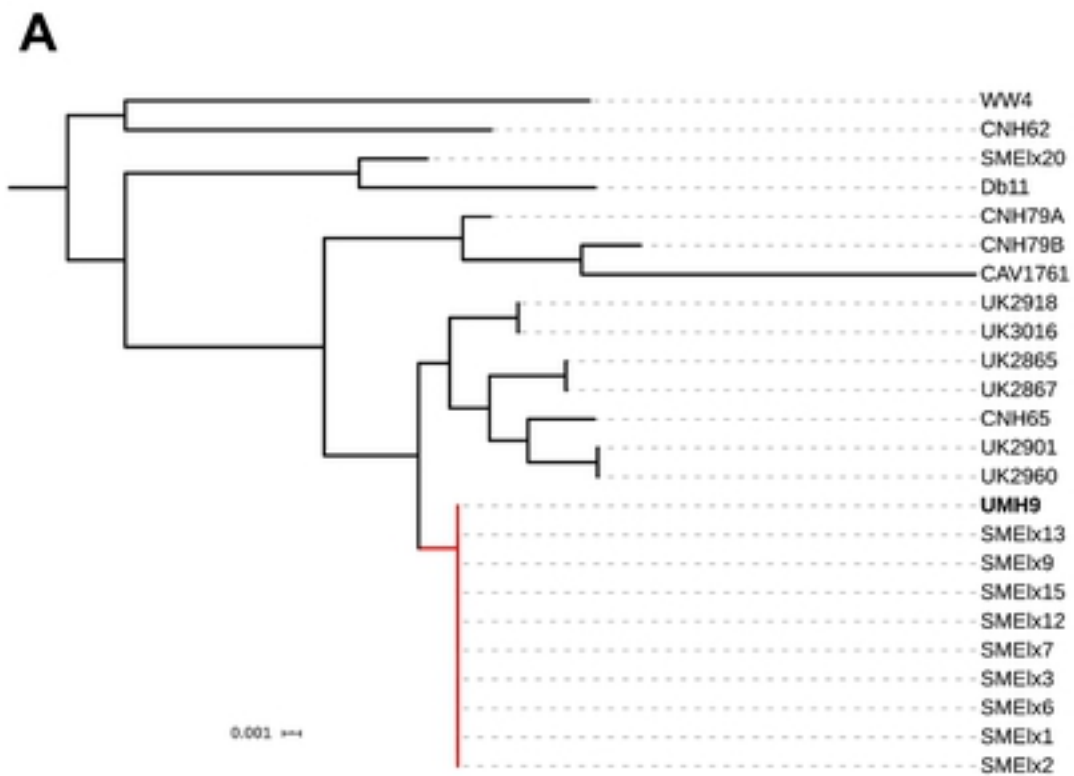 A
WW4
CNH62
SMElx20
Db11
CNH79A
CNH79B
CAV1761
UK2918
UK3016
UK2865
UK2867
CNH65
UK2901
UK2960
UMH9
SMElx13
SMElx9
SMElx15
SMElx12
SMElx7
SMElx3
SMElx6
0.001
SMElx1
SMElx2